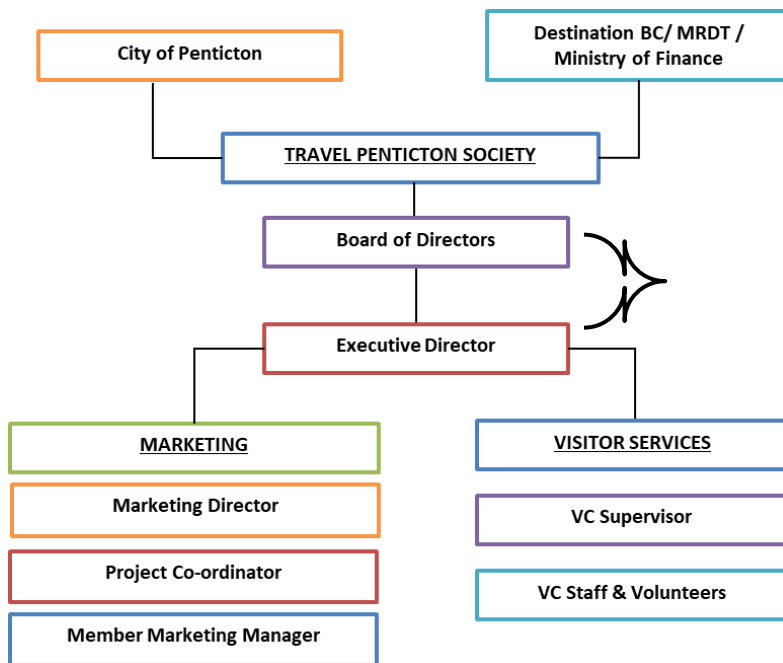 City of Penticton
Destination BC/ MRDT /
Ministry of Finance
TRAVEL PENTICTON SOCIETY
Board of Directors
Executive Director
MARKETING
VISITOR SERVICES
Marketing Director
VC Supervisor
Project Co-ordinator
VC Staff & Volunteers
Member Marketing Manager